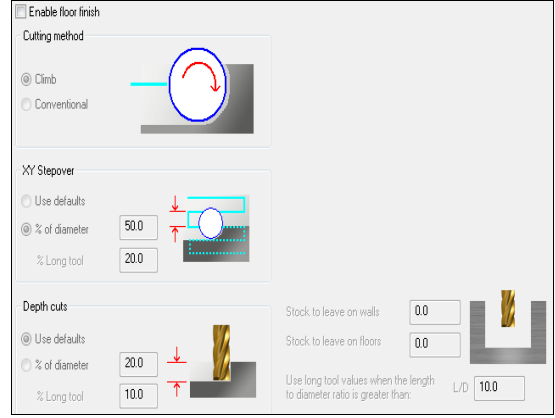 Enable floor finish
Cutting method
Climb
Conventional
XY Stepover
Use defaults
% of diameter 50.0
% Long tool 20.0
Depth cuts
Use defaults
% of diameter 20.0
% Long tool 10.0
Stock to leave on walls 0.0
Stock to leave on floors 0.0
Use long tool values when the length
to diameter ratio is greater than: L/D 10.0